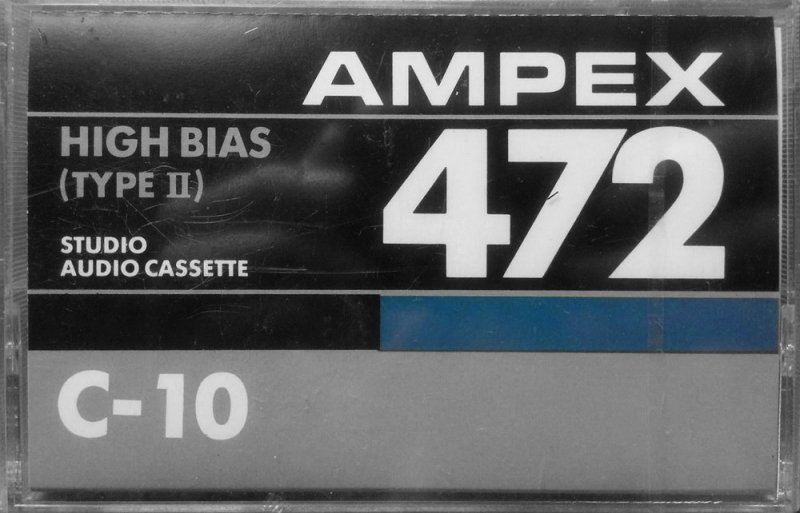 AMPEX
HIGH BIAS
(TYPE II)
472
STUDIO
AUDIO CASSETTE
C-10